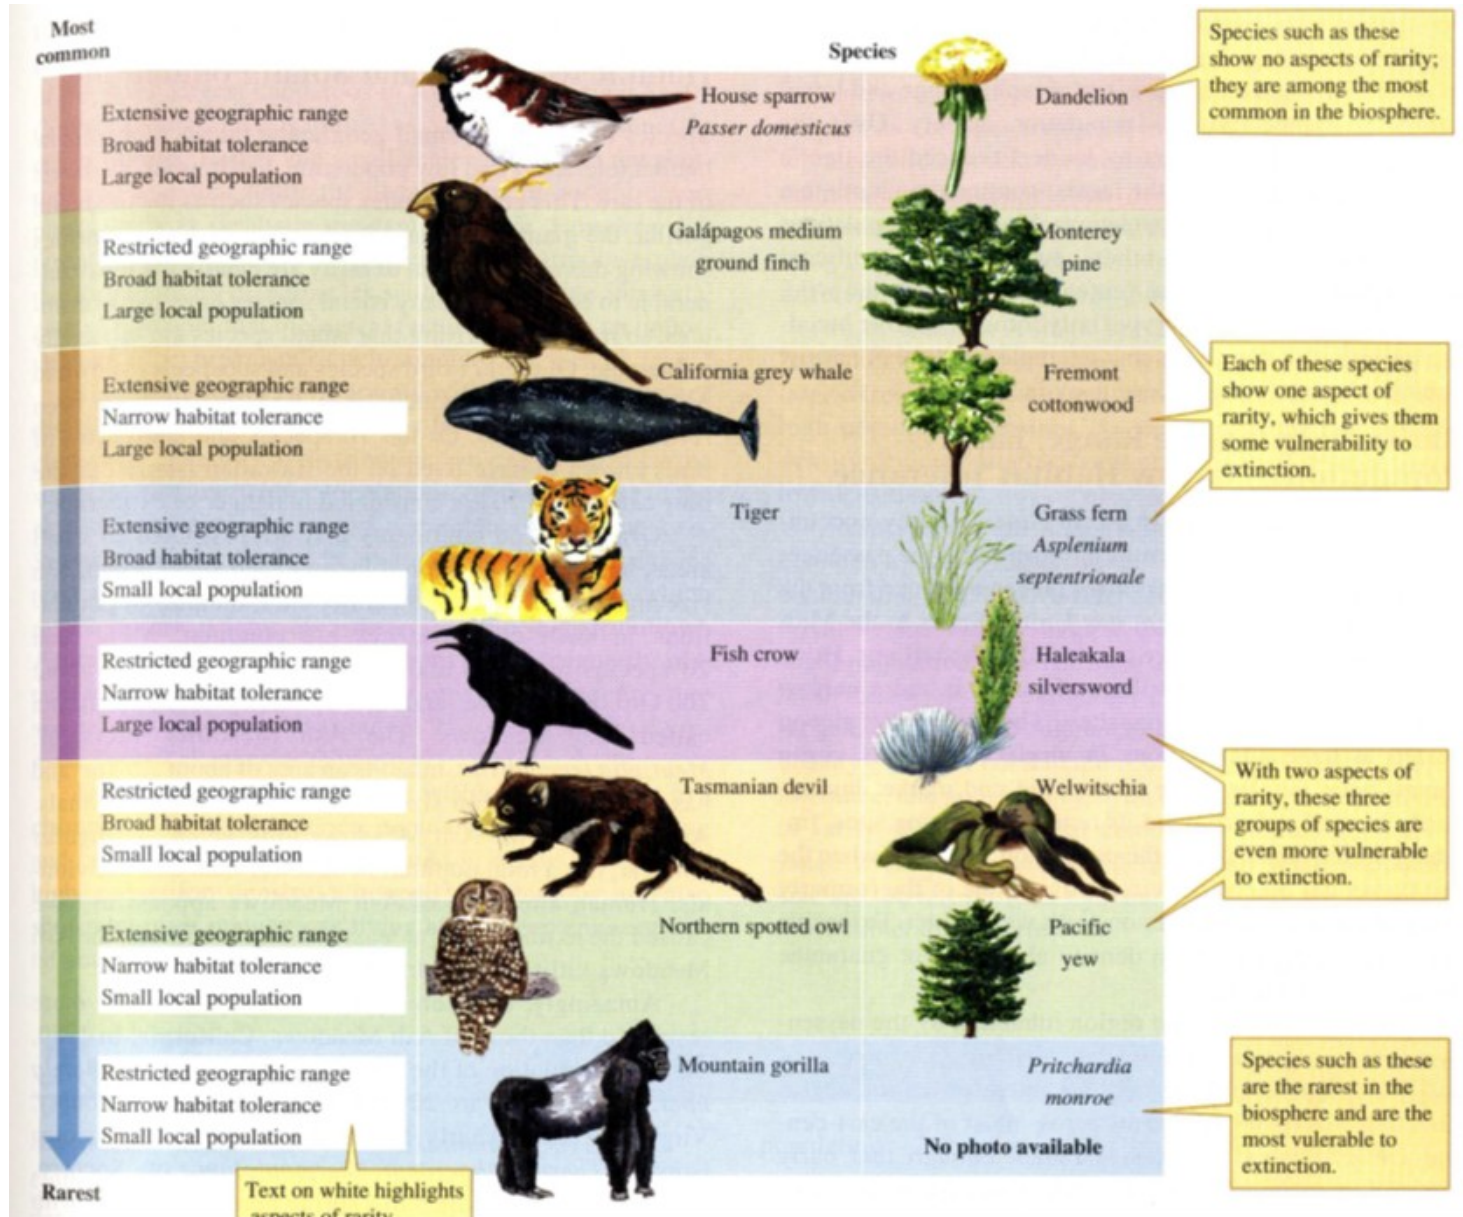 Most
common
Species
Species such as these
show no aspects of rarity;
they are among the most
common in the biosphere.
Extensive geographic range
Broad habitat tolerance
Large local population
House sparrow
Passer domesticus
Dandelion
Restricted geographic range
Broad habitat tolerance
Large local population
Galápagos medium
ground finch
Monterey
pine
Extensive geographic range
Narrow habitat tolerance
Large local population
California grey whale
Fremont
cottonwood
Each of these species
show one aspect of
rarity, which gives them
some vulnerability to
extinction.
Extensive geographic range
Broad habitat tolerance
Small local population
Tiger
Grass fern
Asplenium
septentrionale
Restricted geographic range
Narrow habitat tolerance
Large local population
Fish crow
Haleakala
silversword
Restricted geographic range
Broad habitat tolerance
Small local population
Tasmanian devil
Welwitschia
With two aspects of
rarity, these three
groups of species are
even more vulnerable
to extinction.
Extensive geographic range
Narrow habitat tolerance
Small local population
Northern spotted owl
Pacific
yew
Restricted geographic range
Narrow habitat tolerance
Small local population
Mountain gorilla
Pritchardia
monroe
No photo available
Species such as these
are the rarest in the
biosphere and are the
most vulerable to
extinction.
Rarest
Text on white highlights
aspects of rarity